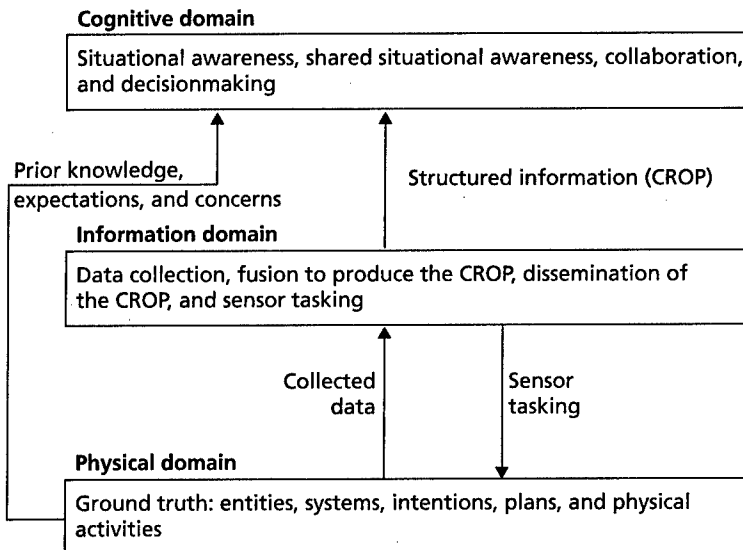 Cognitive domain
Situational awareness, shared situational awareness, collaboration,
and decisionmaking
Prior knowledge,
expectations, and concerns
Structured information (CROP)
Information domain
Data collection, fusion to produce the CROP, dissemination of
the CROP, and sensor tasking
Collected
data
Sensor
tasking
Physical domain
Ground truth: entities, systems, intentions, plans, and physical
activities